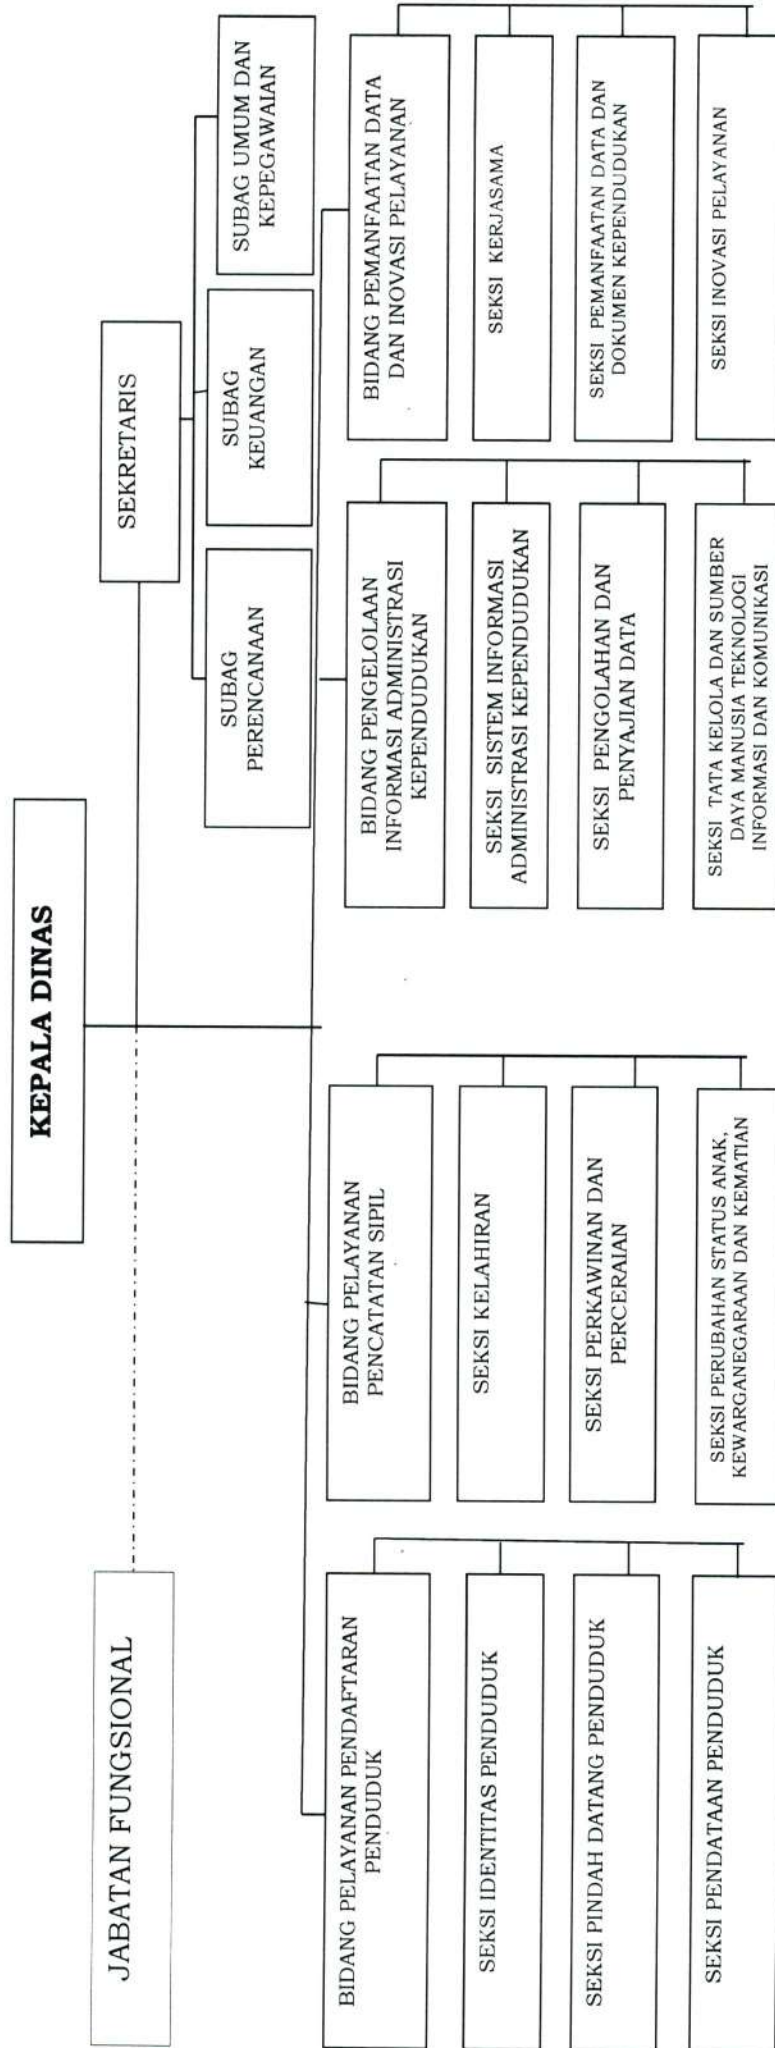 KEPALA DINAS
JABATAN FUNGSIONAL
SEKRETARIS
SUBAG
PERENCANAAN
SUBAG
KEUANGAN
SUBAG UMUM DAN
KEPEGAWAIAN
BIDANG PELAYANAN PENDAFTARAN
PENDUDUK
SEKSI IDENTITAS PENDUDUK
SEKSI PINDAH DATANG PENDUDUK
SEKSI PENDATAAN PENDUDUK
BIDANG PELAYANAN
PENCATATAN SIPIL
SEKSI KELAHIRAN
SEKSI PERKAWINAN DAN
PERCERAIAN
SEKSI PERUBAHAN STATUS ANAK,
KEWARGANEGARAAN DAN KEMATIAN
BIDANG PENGELOLAAN
INFORMASI ADMINISTRASI
KEPENDUDUKAN
SEKSI SISTEM INFORMASI
ADMINISTRASI KEPENDUDUKAN
SEKSI PENGOLAHAN DAN
PENYAJIAN DATA
SEKSI TATA KELOLA DAN SUMBER
DAYA MANUSIA TEKNOLOGI
INFORMASI DAN KOMUNIKASI
BIDANG PEMANFAATAN DATA
DAN INOVASI PELAYANAN
SEKSI KERJASAMA
SEKSI PEMANFAATAN DATA DAN
DOKUMEN KEPENDUDUKAN
SEKSI INOVASI PELAYANAN